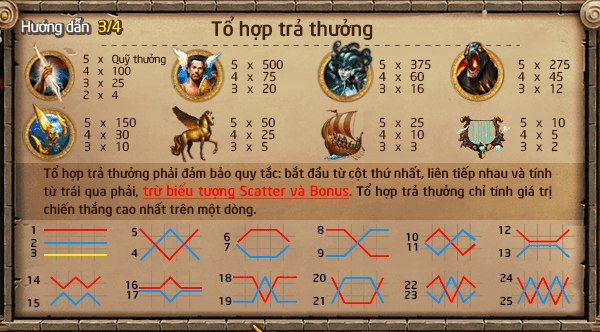 Hướng dẫn 3/4
Tổ hợp trả thưởng
5 x Quỹ thưởng
4 x 100
3 x 25
2 x 4
5 x 500
4 x 75
3 x 20
5 x 375
4 x 60
3 x 16
5 x 275
4 x 45
3 x 12
5 x 150
4 x 30
3 x 10
5 x 50
4 x 25
3 x 5
5 x 25
4 x 10
3 x 3
5 x 10
4 x 5
3 x 2
Tổ hợp trả thưởng phải đảm bảo quy tắc: bắt đầu từ cột thứ nhất, liên tiếp nhau và tính
từ trái qua phải, trừ biểu tượng Scatter và Bonus. Tổ hợp trả thưởng chỉ tính giá trị
chiến thắng cao nhất trên một dòng.
1
2
3
5
4
6
7
8
9
10
11
12
13
14
15
16
17
18
19
20
21
22
23
24
25